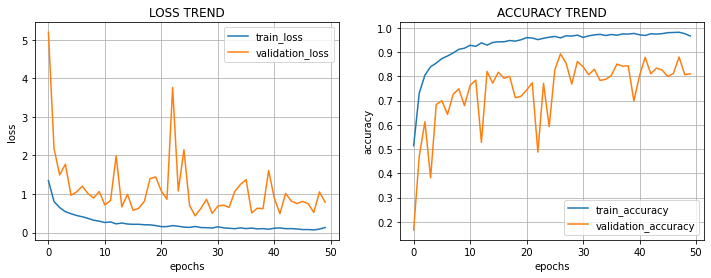 LOSS TREND
train_loss
validation_loss
loss
5
4
3
2
1
0
0
10
20
30
40
50
epochs
ACCURACY TREND
accuracy
1.0
0.9
0.8
0.7
0.6
0.5
0.4
0.3
0.2
train_accuracy
validation_accuracy
0
10
20
30
40
50
epochs